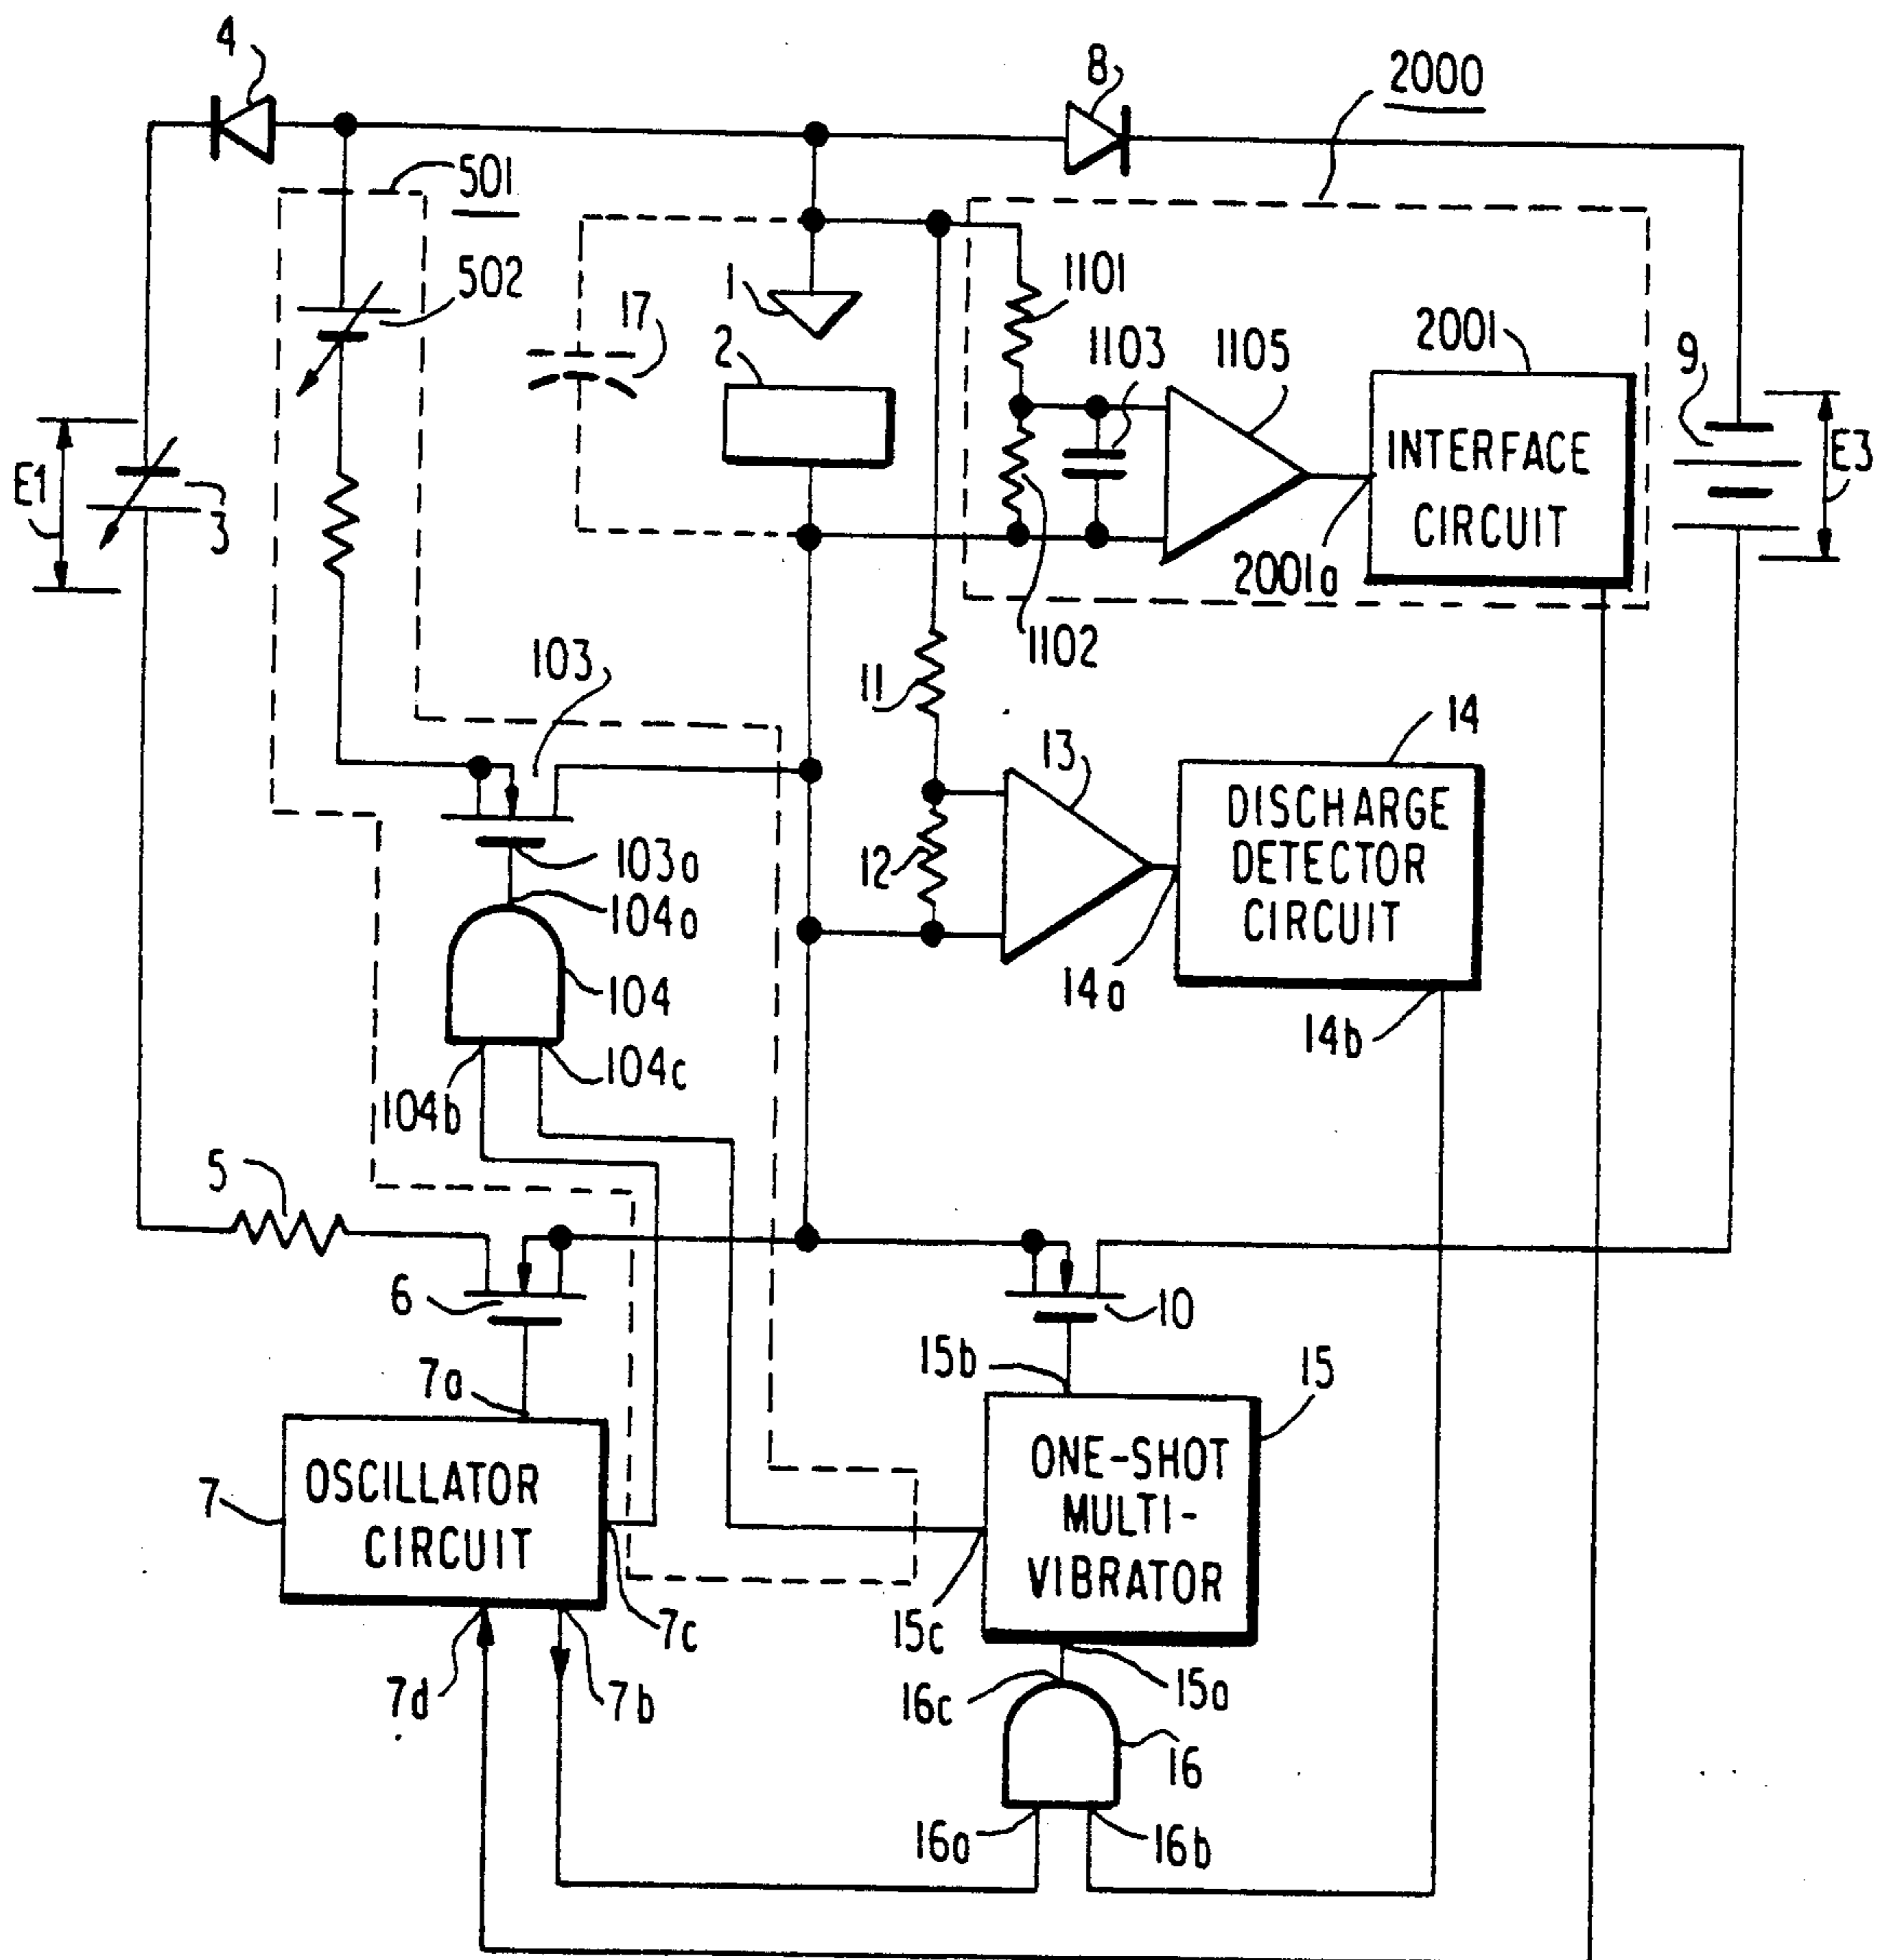 4
8
2000
501
502
1
17
2
1101
1103
1105
2001
9
E1
3
INTERFACE
CIRCUIT
E3
2001a
1102
103
11
13
14
DISCHARGE
DETECTOR
CIRCUIT
12
103a
104a
104
14a
14b
104c
104b
5
6
10
7a
15b
15
7
OSCILLATOR
CIRCUIT
ONE-SHOT
MULTI-
VIBRATOR
7c
15c
7d
7b
16c
15a
16
16a
16b